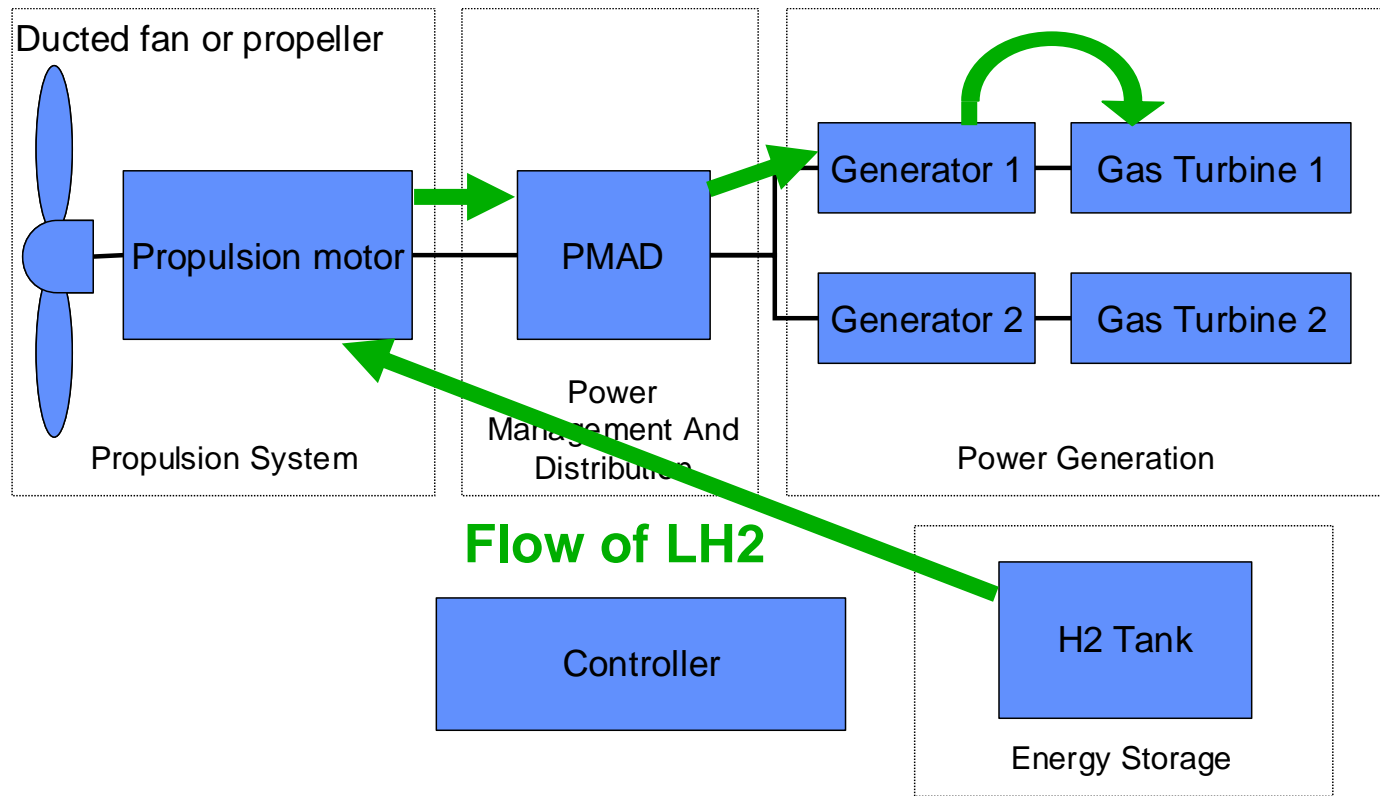 Ducted fan or propeller
Propulsion motor
PMAD
Generator 1
Gas Turbine 1
Generator 2
Gas Turbine 2
Power
Management And
Distribution
Propulsion System
Power Generation
Flow of LH2
Controller
H2 Tank
Energy Storage